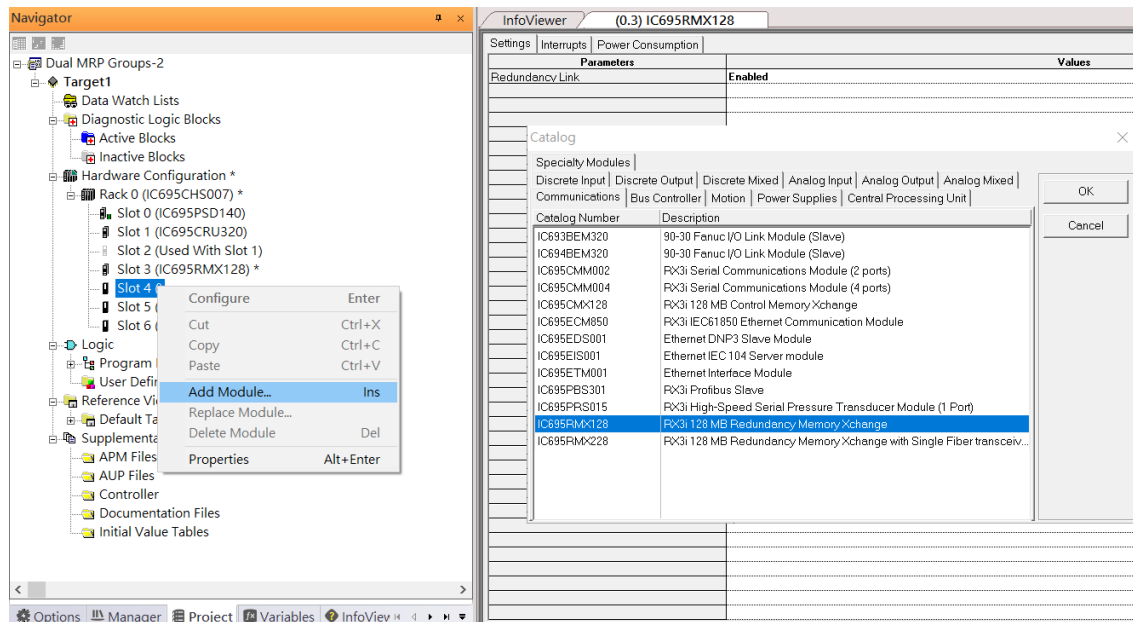 Navigator
Dual MRP Groups-2
Target1
Data Watch Lists
Diagnostic Logic Blocks
Active Blocks
Inactive Blocks
Hardware Configuration *
Rack 0 (IC695CHS007) *
Slot 0 (IC695PSD140)
Slot 1 (IC695CRU320)
Slot 2 (Used With Slot 1)
Slot 3 (IC695RMX128) *
Slot 4 (
Slot 5 (
Slot 6 (
Logic
Program
User Defin
Reference Vi
Default Ta
Supplementa
APM Files
AUP Files
Controller
Documentation Files
Initial Value Tables
Configure Enter
Cut Ctrl+X
Copy Ctrl+C
Paste Ctrl+V
Add Module... Ins
Replace Module...
Delete Module Del
Properties Alt+Enter
Options Manager Project Variables InfoView
InfoViewer (0.3) IC695RMX128
Settings Interrupts Power Consumption
Parameters Values
Redundancy Link Enabled
Catalog
Specialty Modules
Discrete Input Discrete Output Discrete Mixed Analog Input Analog Output Analog Mixed
Communications Bus Controller Motion Power Supplies Central Processing Unit
Catalog Number Description
IC693BEM320 90-30 Fanuc I/O Link Module (Slave)
IC694BEM320 90-30 Fanuc I/O Link Module (Slave)
IC695CMM002 RX3i Serial Communications Module (2 ports)
IC695CMM004 RX3i Serial Communications Module (4 ports)
IC695CMX128 RX3i 128 MB Control Memory Xchange
IC695ECM850 RX3i IEC61850 Ethernet Communication Module
IC695EDS001 Ethernet DNP3 Slave Module
IC695EIS001 Ethernet IEC 104 Server module
IC695ETM001 Ethernet Interface Module
IC695PBS301 RX3i Profibus Slave
IC695PRS015 RX3i High-Speed Serial Pressure Transducer Module (1 Port)
IC695RMX128 RX3i 128 MB Redundancy Memory Xchange
IC695RMX228 RX3i 128 MB Redundancy Memory Xchange with Single Fiber transceiv...
OK
Cancel